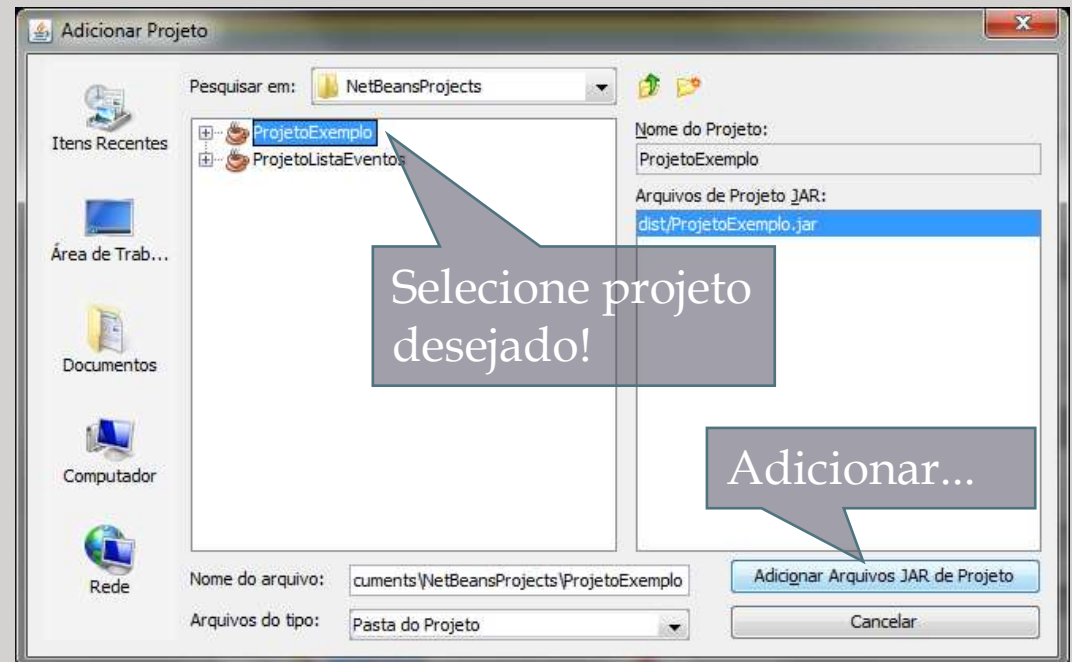 Adicionar Projeto
Pesquisar em:
NetBeansProjects
Itens Recentes
Área de Trab...
Documentos
Computador
Rede
ProjetoExemplo
ProjetoListaEventos
Nome do Projeto:
ProjetoExemplo
Arquivos de Projeto JAR:
dist/ProjetoExemplo.jar
Selecione projeto
desejado!
Adicionar...
Nome do arquivo:
cuments\NetBeansProjects\ProjetoExemplo
Adicionar Arquivos JAR de Projeto
Arquivos do tipo:
Pasta do Projeto
Cancelar